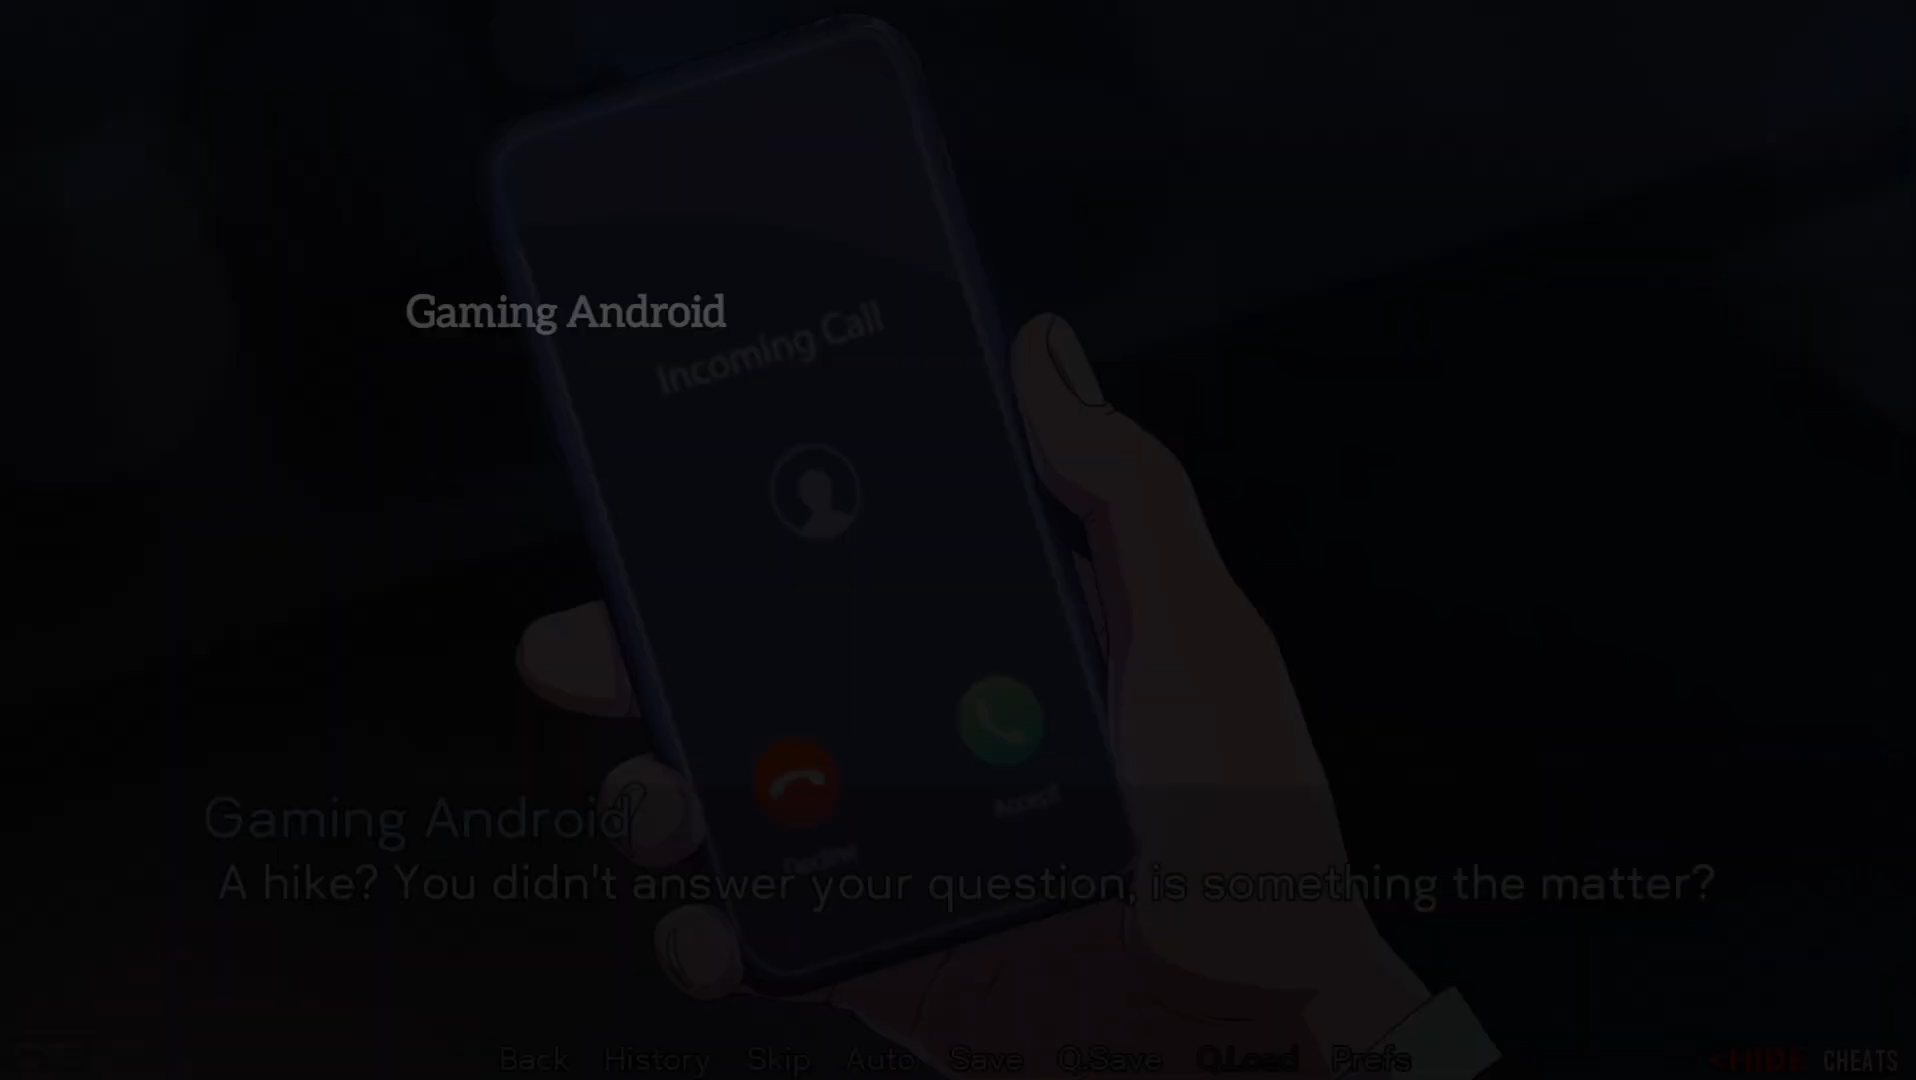 Gaming Android
Incoming Call
Accept
Decline
Gaming Android
A hike? You didn't answer your question, is something the matter?
Back History Skip Auto Save Q.Save Q.Load Prefs
<HIDE CHEATS